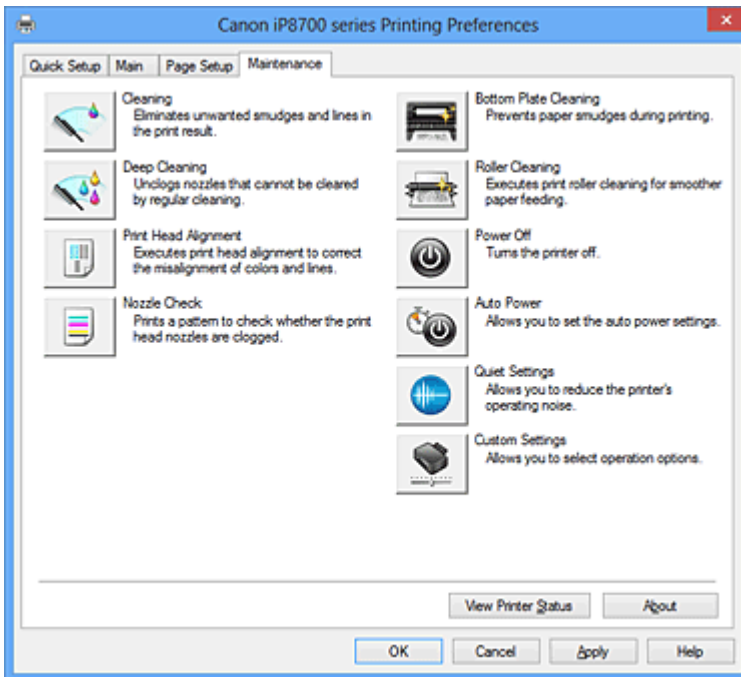 Canon iP8700 series Printing Preferences
Quick Setup
Main
Page Setup
Maintenance
Cleaning
Eliminates unwanted smudges and lines in
the print result.
Deep Cleaning
Unclogs nozzles that cannot be cleared
by regular cleaning.
Print Head Alignment
Executes print head alignment to correct
the misalignment of colors and lines.
Nozzle Check
Prints a pattern to check whether the print
head nozzles are clogged.
Bottom Plate Cleaning
Prevents paper smudges during printing.
Roller Cleaning
Executes print roller cleaning for smoother
paper feeding.
Power Off
Turns the printer off.
Auto Power
Allows you to set the auto power settings.
Quiet Settings
Allows you to reduce the printer's
operating noise.
Custom Settings
Allows you to select operation options.
View Printer Status
About
OK
Cancel
Apply
Help